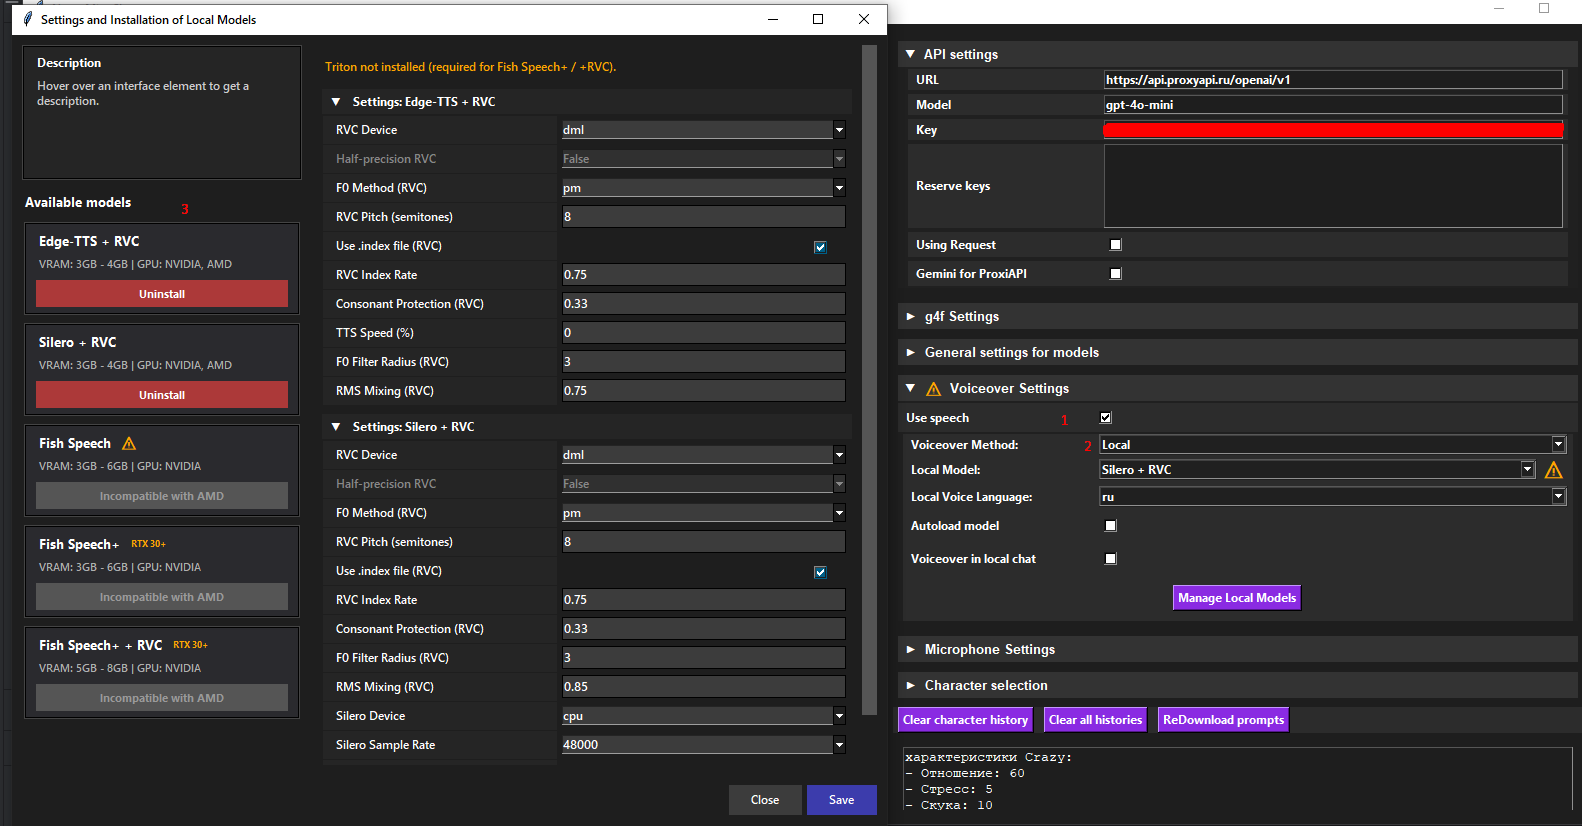 Settings and Installation of Local Models
Description
Hover over an interface element to get a
description.
Available models
3
Edge-TTS + RVC
VRAM: 3GB - 4GB | GPU: NVIDIA, AMD
Uninstall
Silero + RVC
VRAM: 3GB - 4GB | GPU: NVIDIA, AMD
Uninstall
Fish Speech
VRAM: 3GB - 6GB | GPU: NVIDIA
Incompatible with AMD
Fish Speech+ RTX 30+
VRAM: 3GB - 6GB | GPU: NVIDIA
Incompatible with AMD
Fish Speech+ + RVC RTX 30+
VRAM: 5GB - 8GB | GPU: NVIDIA
Incompatible with AMD
Triton not installed (required for Fish Speech+ / +RVC).
Settings: Edge-TTS + RVC
RVC Device dml
Half-precision RVC False
F0 Method (RVC) pm
RVC Pitch (semitones) 8
Use .index file (RVC)
RVC Index Rate 0.75
Consonant Protection (RVC) 0.33
TTS Speed (%) 0
F0 Filter Radius (RVC) 3
RMS Mixing (RVC) 0.75
Settings: Silero + RVC
RVC Device dml
Half-precision RVC False
F0 Method (RVC) pm
RVC Pitch (semitones) 8
Use .index file (RVC)
RVC Index Rate 0.75
Consonant Protection (RVC) 0.33
F0 Filter Radius (RVC) 3
RMS Mixing (RVC) 0.85
Silero Device cpu
Silero Sample Rate 48000
Close Save
API settings
URL https://api.proxyapi.ru/openai/v1
Model gpt-4o-mini
Key
Reserve keys
Using Request
Gemini for ProxiAPI
g4f Settings
General settings for models
Voiceover Settings
Use speech 1
Voiceover Method: 2 Local
Local Model: Silero + RVC
Local Voice Language: ru
Autoload model
Voiceover in local chat
Manage Local Models
Microphone Settings
Character selection
Clear character history Clear all histories ReDownload prompts
характеристики Crazy:
- Отношение: 60
- Стресс: 5
- Скука: 10